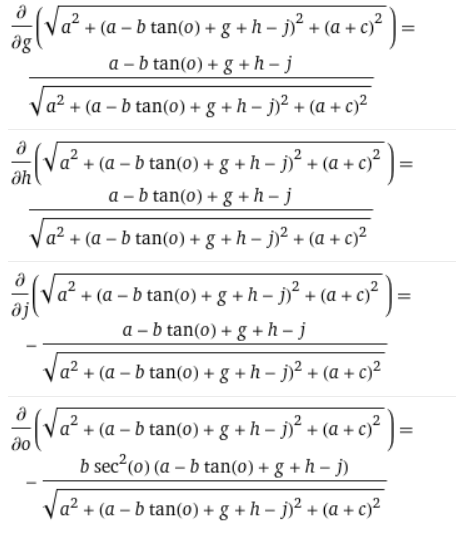 ∂/∂g(√(a² + (a − b tan(o) + g + h − j)² + (a + c)²)) =
(a − b tan(o) + g + h − j)/√(a² + (a − b tan(o) + g + h − j)² + (a + c)²)
∂/∂h(√(a² + (a − b tan(o) + g + h − j)² + (a + c)²)) =
(a − b tan(o) + g + h − j)/√(a² + (a − b tan(o) + g + h − j)² + (a + c)²)
∂/∂j(√(a² + (a − b tan(o) + g + h − j)² + (a + c)²)) =
−(a − b tan(o) + g + h − j)/√(a² + (a − b tan(o) + g + h − j)² + (a + c)²)
∂/∂o(√(a² + (a − b tan(o) + g + h − j)² + (a + c)²)) =
−(b sec²(o) (a − b tan(o) + g + h − j))/√(a² + (a − b tan(o) + g + h − j)² + (a + c)²)